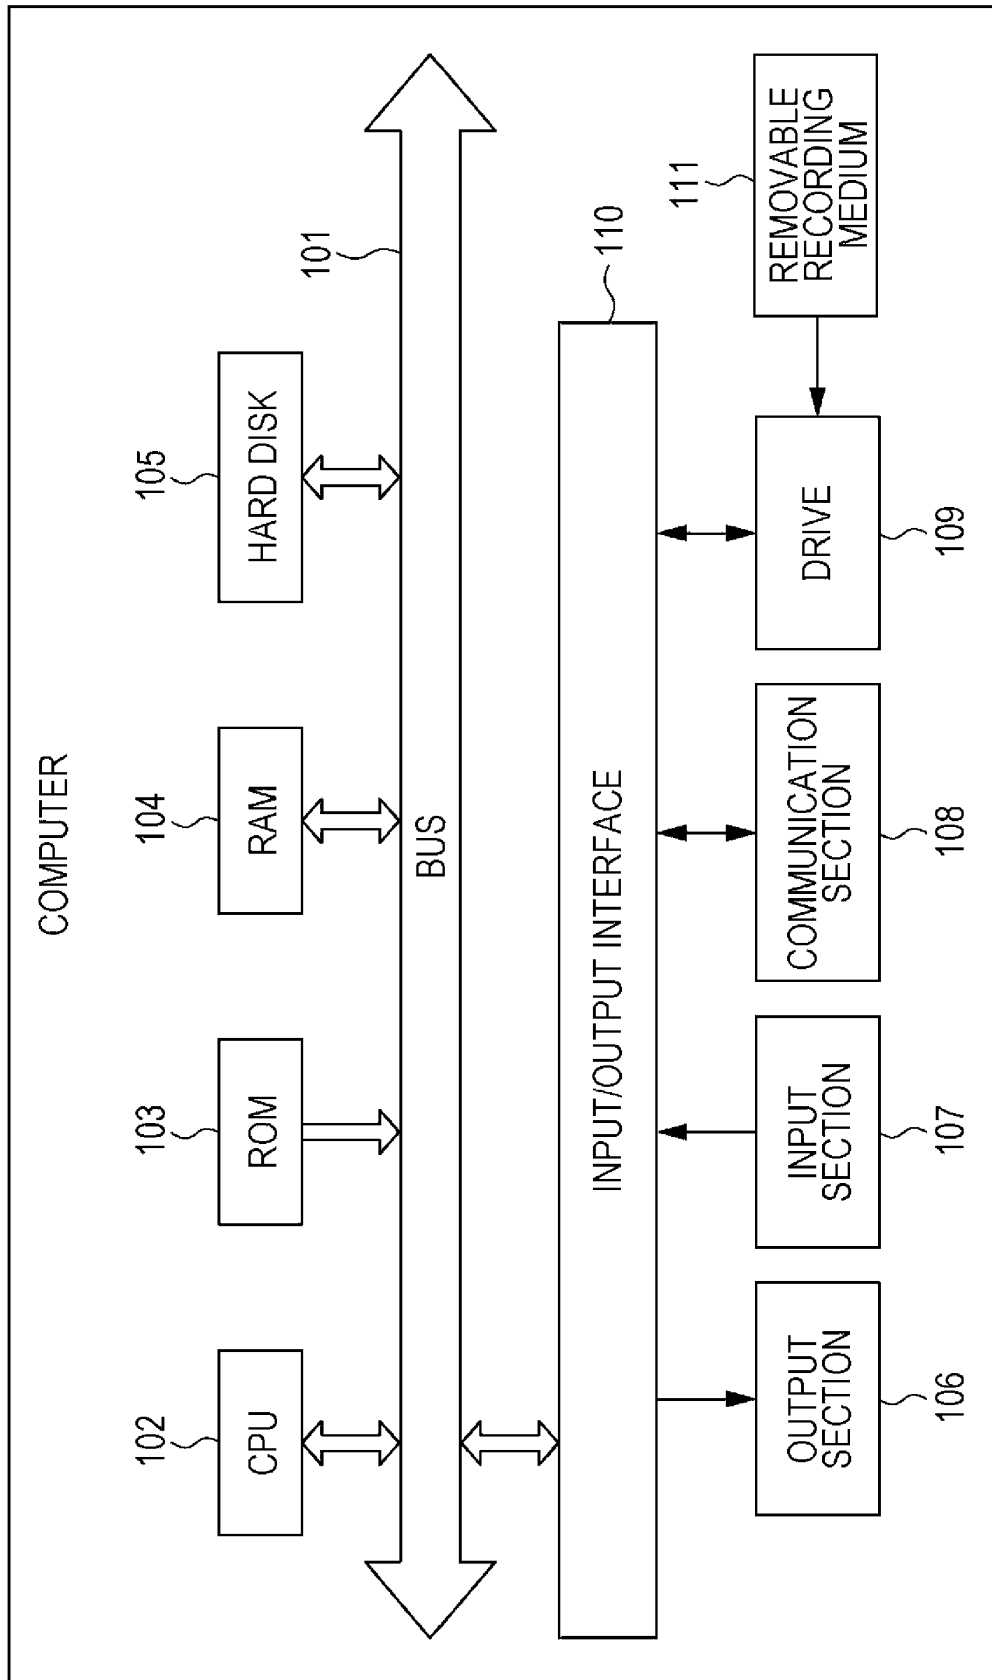 COMPUTER
102
103
104
105
CPU
ROM
RAM
HARD DISK
101
BUS
110
INPUT/OUTPUT INTERFACE
111
OUTPUT
SECTION
INPUT
SECTION
COMMUNICATION
SECTION
DRIVE
REMOVABLE
RECORDING
MEDIUM
106
107
108
109